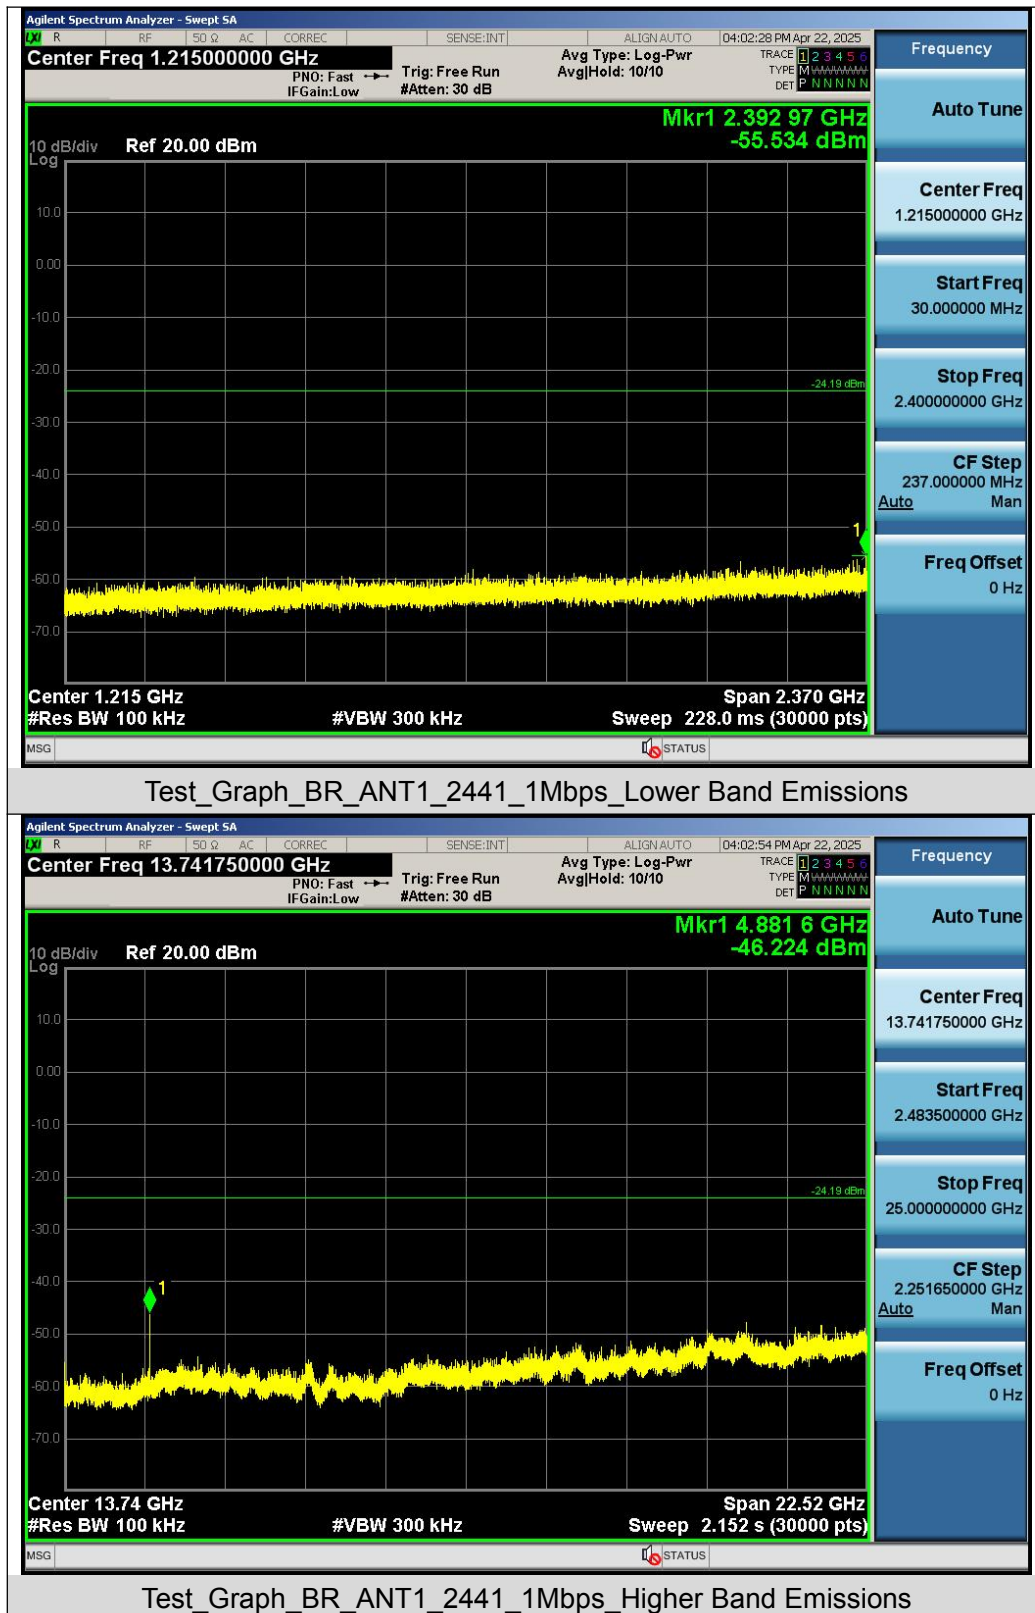 Agilent Spectrum Analyzer - Swept SA
LXI R RF 50 Ω AC CORREC SENSE:INT ALIGN AUTO 04:02:28 PM Apr 22, 2025
Center Freq 1.215000000 GHz
PNO: Fast
IFGain:Low
Trig: Free Run
#Atten: 30 dB
Avg Type: Log-Pwr
Avg|Hold: 10/10
TRACE 1 2 3 4 5 6
TYPE M WWWWW
DET P N N N N N
Mkr1 2.392 97 GHz
-55.534 dBm
10 dB/div Ref 20.00 dBm
Log
10.0
0.00
-10.0
-20.0
-24.19 dBm
-30.0
-40.0
-50.0
1
-60.0
-70.0
Center 1.215 GHz Span 2.370 GHz
#Res BW 100 kHz #VBW 300 kHz Sweep 228.0 ms (30000 pts)
MSG STATUS
Frequency
Auto Tune
Center Freq
1.215000000 GHz
Start Freq
30.000000 MHz
Stop Freq
2.400000000 GHz
CF Step
237.000000 MHz
Auto Man
Freq Offset
0 Hz
Test_Graph_BR_ANT1_2441_1Mbps_Lower Band Emissions
Agilent Spectrum Analyzer - Swept SA
LXI R RF 50 Ω AC CORREC SENSE:INT ALIGN AUTO 04:02:54 PM Apr 22, 2025
Center Freq 13.741750000 GHz
PNO: Fast
IFGain:Low
Trig: Free Run
#Atten: 30 dB
Avg Type: Log-Pwr
Avg|Hold: 10/10
TRACE 1 2 3 4 5 6
TYPE M WWWWW
DET P N N N N N
Mkr1 4.881 6 GHz
-46.224 dBm
10 dB/div Ref 20.00 dBm
Log
10.0
0.00
-10.0
-20.0
-24.19 dBm
-30.0
-40.0
1
-50.0
-60.0
-70.0
Center 13.74 GHz Span 22.52 GHz
#Res BW 100 kHz #VBW 300 kHz Sweep 2.152 s (30000 pts)
MSG STATUS
Frequency
Auto Tune
Center Freq
13.741750000 GHz
Start Freq
2.483500000 GHz
Stop Freq
25.000000000 GHz
CF Step
2.251650000 GHz
Auto Man
Freq Offset
0 Hz
Test_Graph_BR_ANT1_2441_1Mbps_Higher Band Emissions